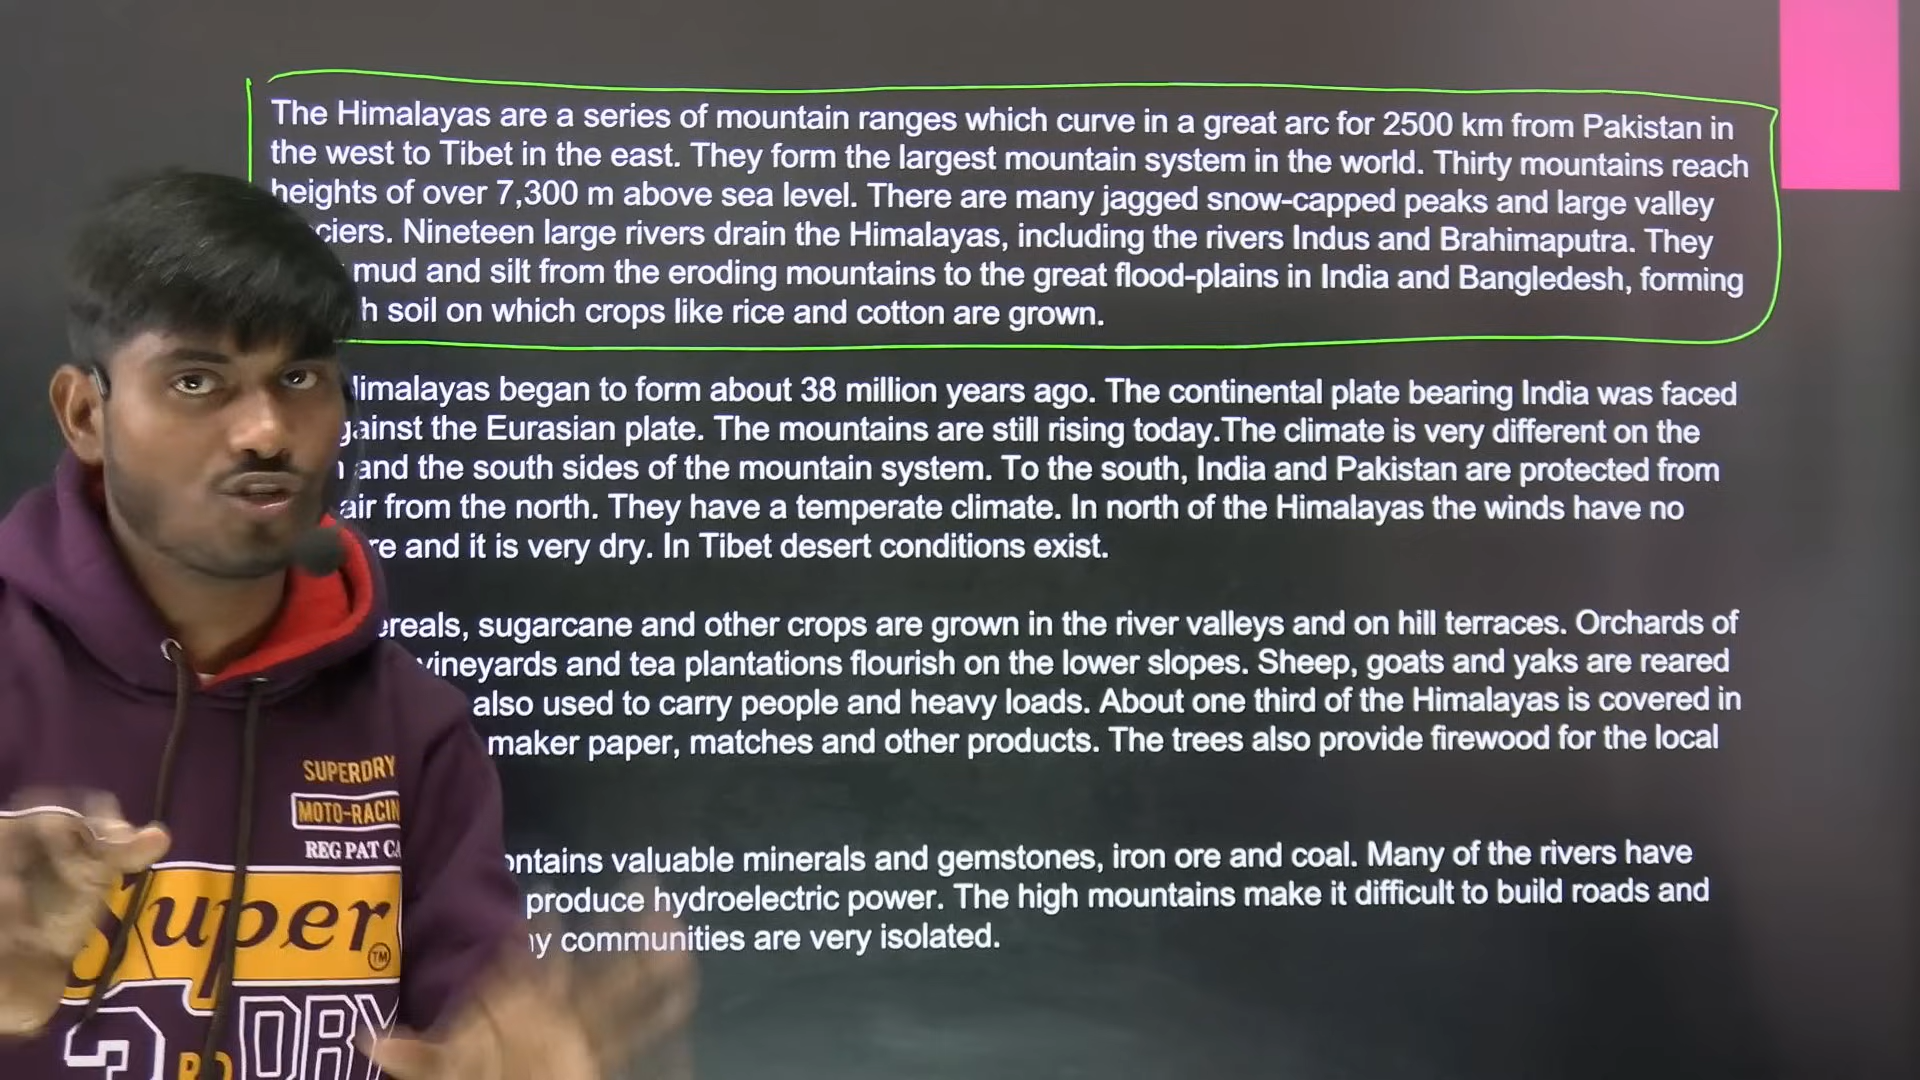 The Himalayas are a series of mountain ranges which curve in a great arc for 2500 km from Pakistan in
the west to Tibet in the east. They form the largest mountain system in the world. Thirty mountains reach
heights of over 7,300 m above sea level. There are many jagged snow-capped peaks and large valley
ciers. Nineteen large rivers drain the Himalayas, including the rivers Indus and Brahimaputra. They
mud and silt from the eroding mountains to the great flood-plains in India and Bangledesh, forming
h soil on which crops like rice and cotton are grown.
limalayas began to form about 38 million years ago. The continental plate bearing India was faced
gainst the Eurasian plate. The mountains are still rising today.The climate is very different on the
and the south sides of the mountain system. To the south, India and Pakistan are protected from
air from the north. They have a temperate climate. In north of the Himalayas the winds have no
re and it is very dry. In Tibet desert conditions exist.
ereals, sugarcane and other crops are grown in the river valleys and on hill terraces. Orchards of
vineyards and tea plantations flourish on the lower slopes. Sheep, goats and yaks are reared
also used to carry people and heavy loads. About one third of the Himalayas is covered in
maker paper, matches and other products. The trees also provide firewood for the local
ontains valuable minerals and gemstones, iron ore and coal. Many of the rivers have
produce hydroelectric power. The high mountains make it difficult to build roads and
ny communities are very isolated.
SUPERDRY
MOTO-RACIN
REG PAT CA
Super
TM
3 RD DRY